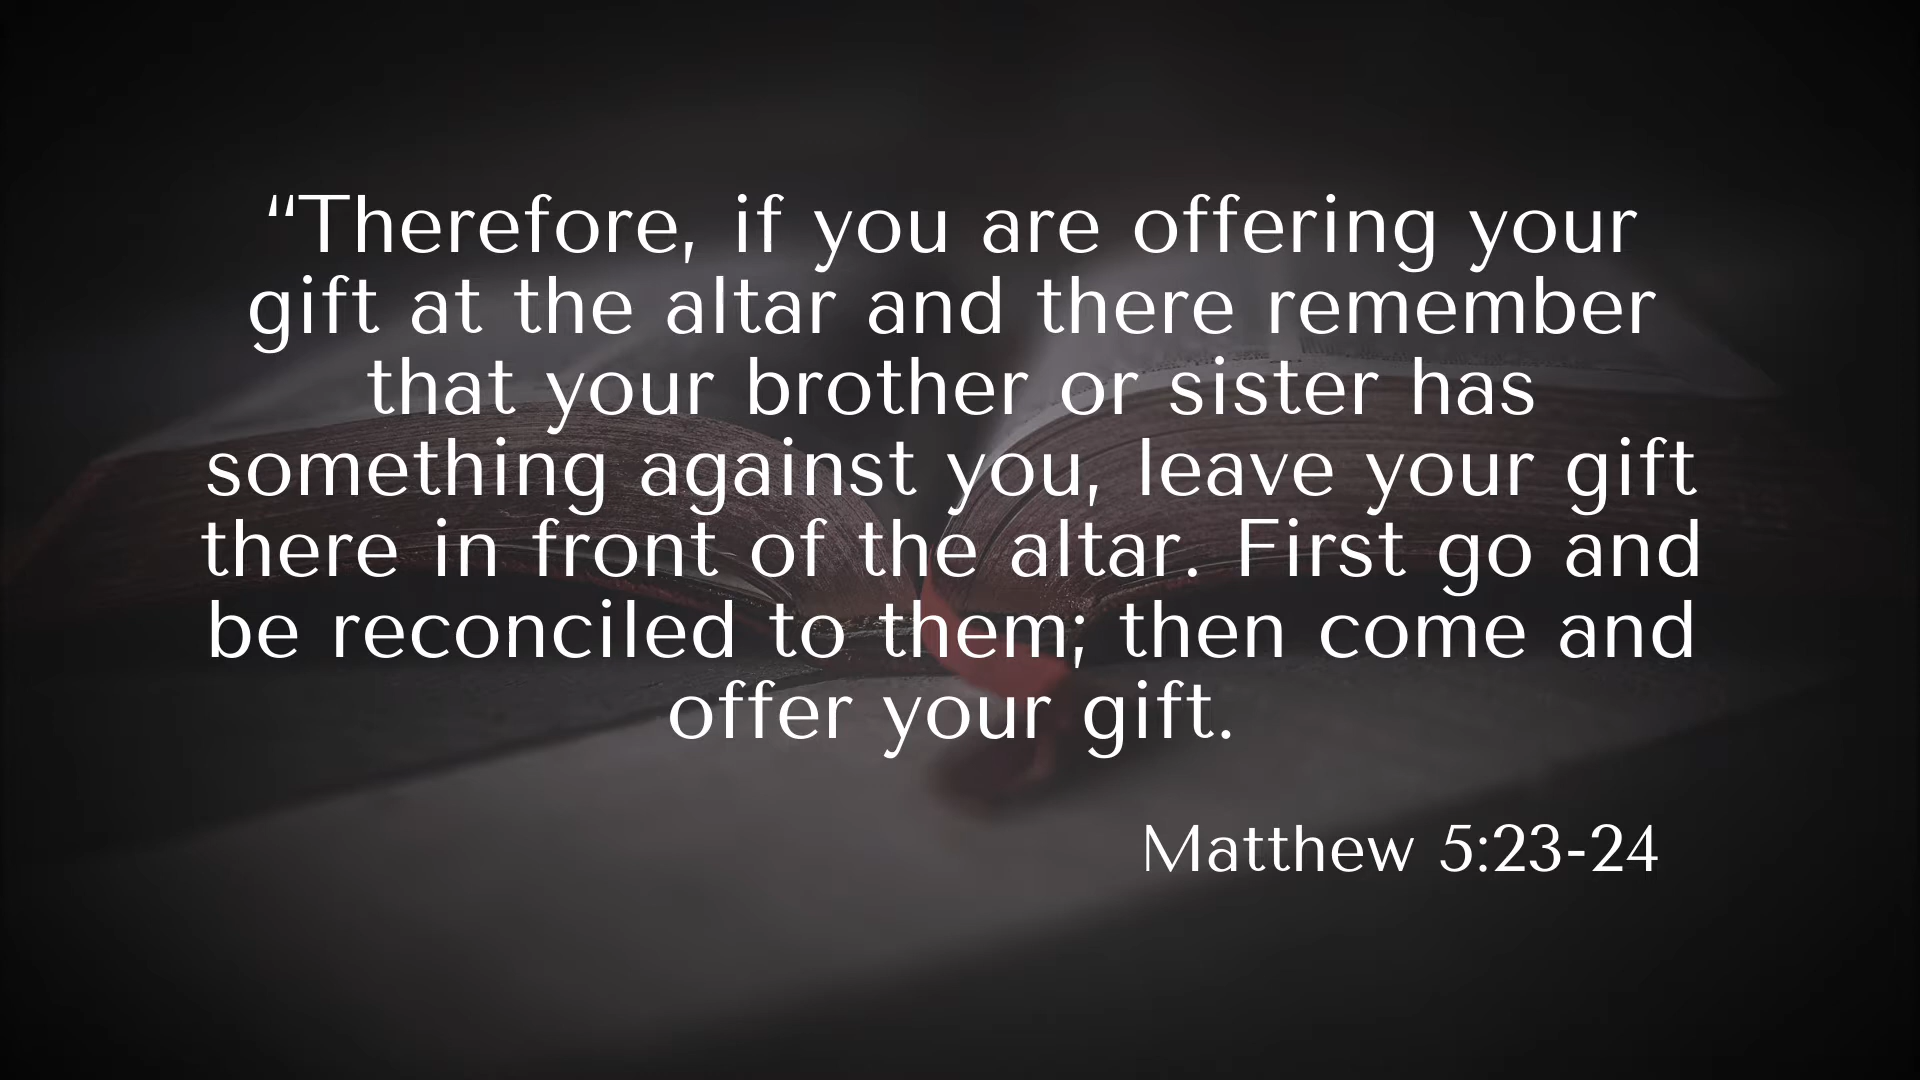 “Therefore, if you are offering your
gift at the altar and there remember
that your brother or sister has
something against you, leave your gift
there in front of the altar. First go and
be reconciled to them; then come and
offer your gift.
Matthew 5:23-24